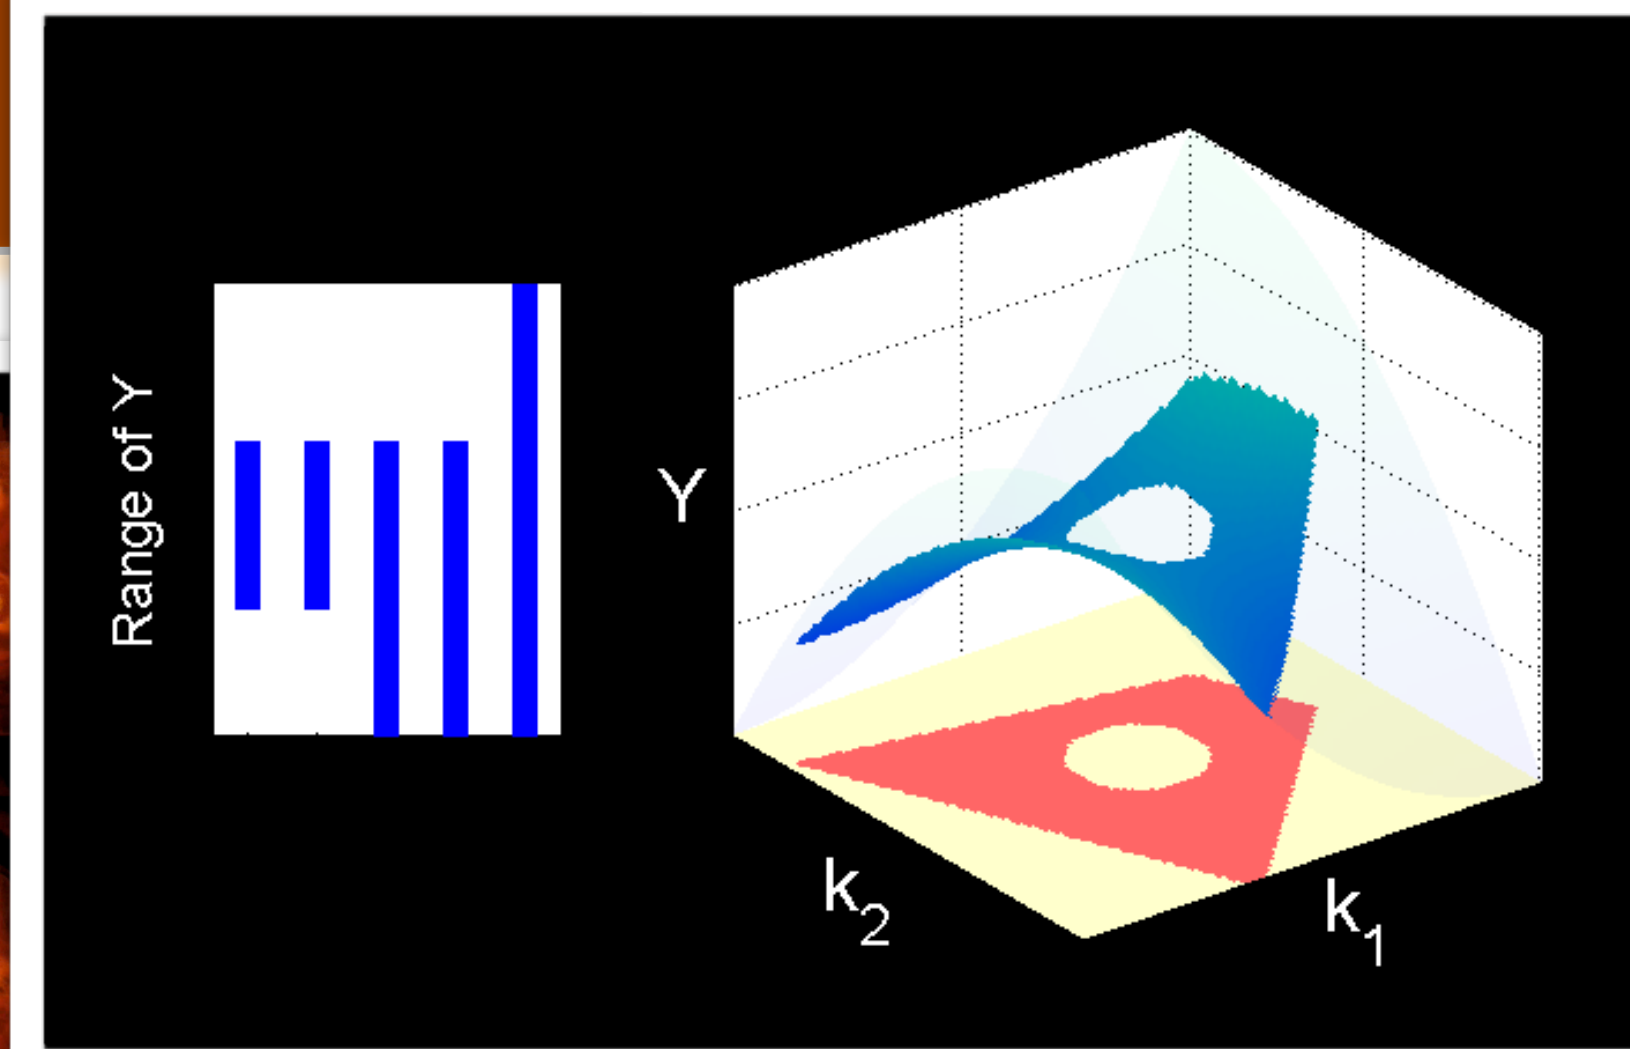 Range of Y
Y
k₂
k₁